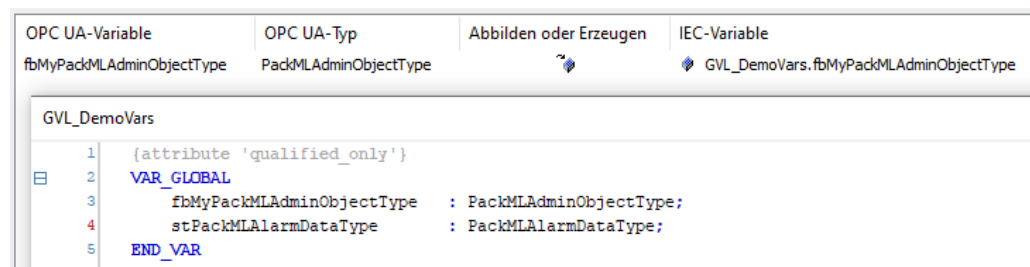 OPC UA-Variable OPC UA-Typ Abbilden oder Erzeugen IEC-Variable
fbMyPackMLAdminObjectType PackMLAdminObjectType GVL_DemoVars.fbMyPackMLAdminObjectType
GVL_DemoVars
1 {attribute 'qualified_only'}
2 VAR_GLOBAL
3 fbMyPackMLAdminObjectType : PackMLAdminObjectType;
4 stPackMLAlarmDataType : PackMLAlarmDataType;
5 END_VAR